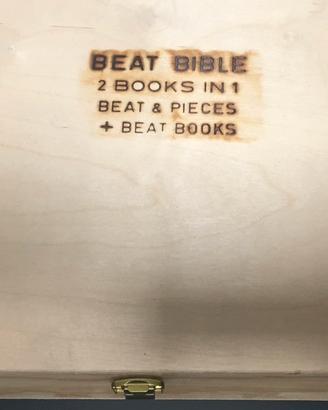 BEAT BIBLE
2 BOOKS IN 1
BEAT & PIECES
+ BEAT BOOKS